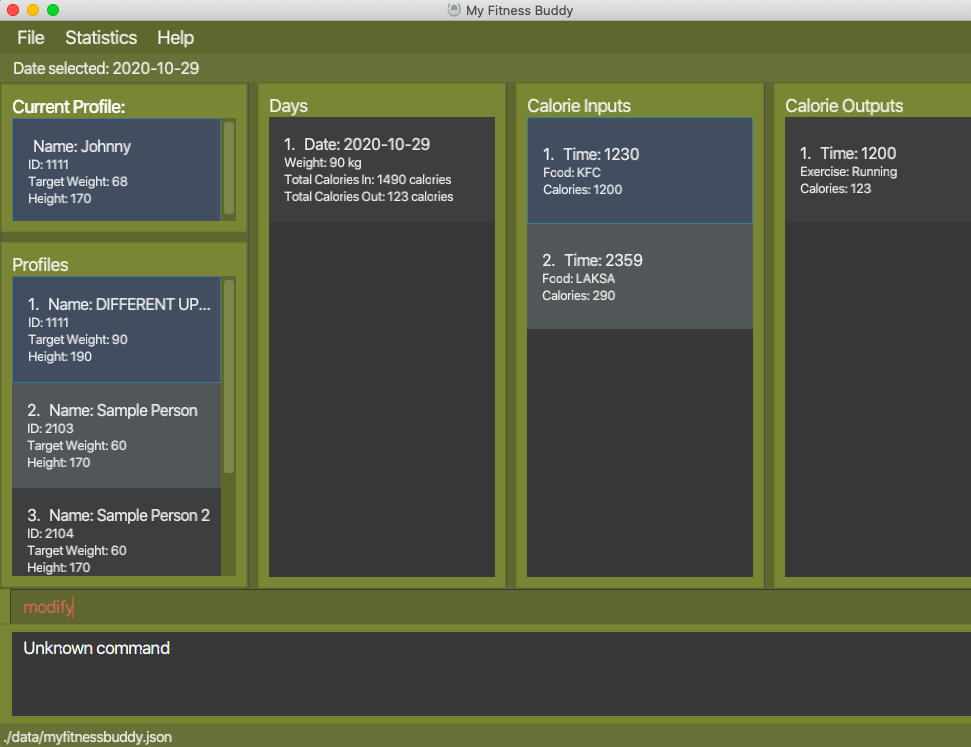 My Fitness Buddy
File Statistics Help
Date selected: 2020-10-29
Current Profile:
Name: Johnny
ID: 1111
Target Weight: 68
Height: 170
Profiles
1. Name: DIFFERENT UP...
ID: 1111
Target Weight: 90
Height: 190
2. Name: Sample Person
ID: 2103
Target Weight: 60
Height: 170
3. Name: Sample Person 2
ID: 2104
Target Weight: 60
Height: 170
Days
1. Date: 2020-10-29
Weight: 90 kg
Total Calories In: 1490 calories
Total Calories Out: 123 calories
Calorie Inputs
1. Time: 1230
Food: KFC
Calories: 1200
2. Time: 2359
Food: LAKSA
Calories: 290
Calorie Outputs
1. Time: 1200
Exercise: Running
Calories: 123
modify
Unknown command
./data/myfitnessbuddy.json